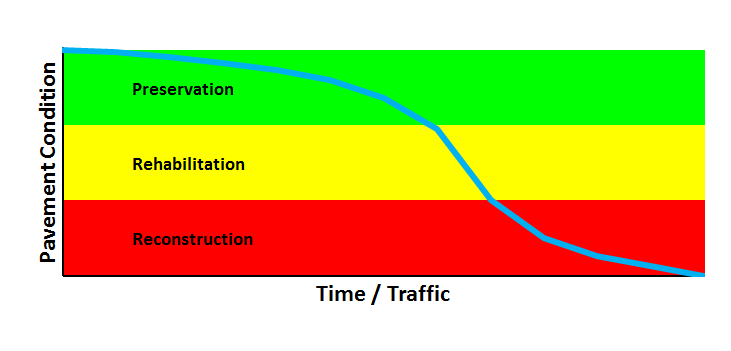 Pavement Condition
Preservation
Rehabilitation
Reconstruction
Time / Traffic